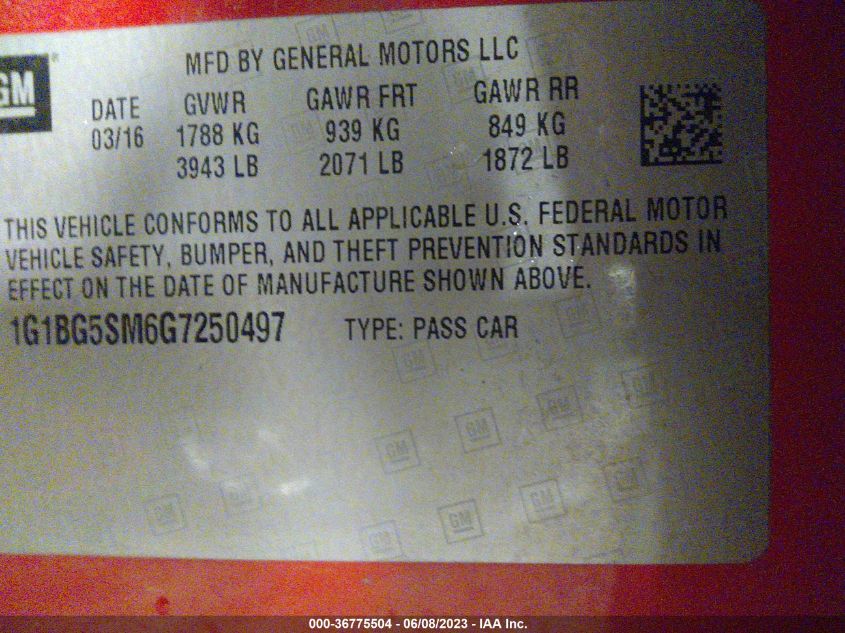 GM
MFD BY GENERAL MOTORS LLC
DATE GVWR GAWR FRT GAWR RR
03/16 1788 KG 939 KG 849 KG
3943 LB 2071 LB 1872 LB
THIS VEHICLE CONFORMS TO ALL APPLICABLE U.S. FEDERAL MOTOR
VEHICLE SAFETY, BUMPER, AND THEFT PREVENTION STANDARDS IN
EFFECT ON THE DATE OF MANUFACTURE SHOWN ABOVE.
1G1BG5SM6G7250497 TYPE: PASS CAR
000-36775504 - 06/08/2023 - IAA Inc.